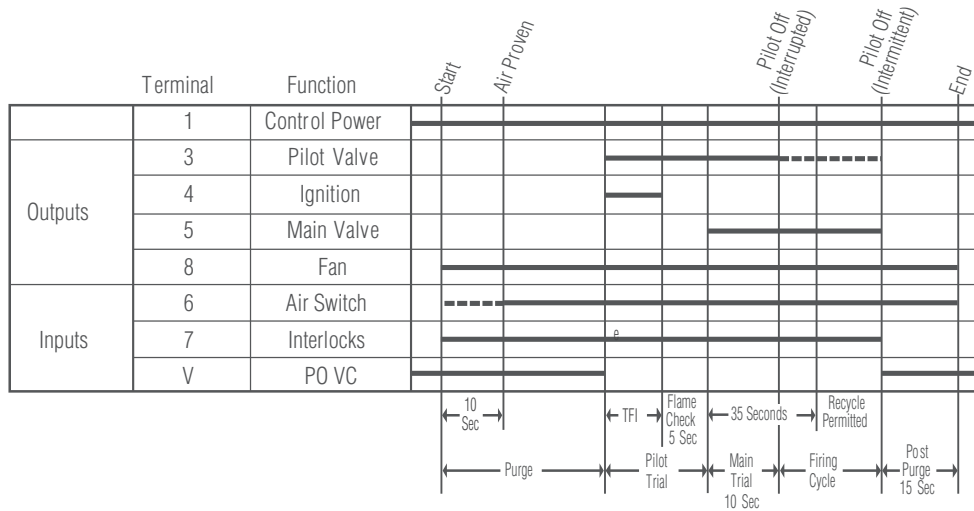 Start
Air Proven
Pilot Off
(Interrupted)
Pilot Off
(Intermittent)
End
Terminal Function
1 Control Power
Outputs
3 Pilot Valve
4 Ignition
5 Main Valve
8 Fan
Inputs
6 Air Switch
7 Interlocks
e
V PO VC
10
Sec
TFI
Flame
Check
5 Sec
35 Seconds
Recycle
Permitted
Purge
Pilot
Trial
Main
Trial
10 Sec
Firing
Cycle
Post
Purge
15 Sec